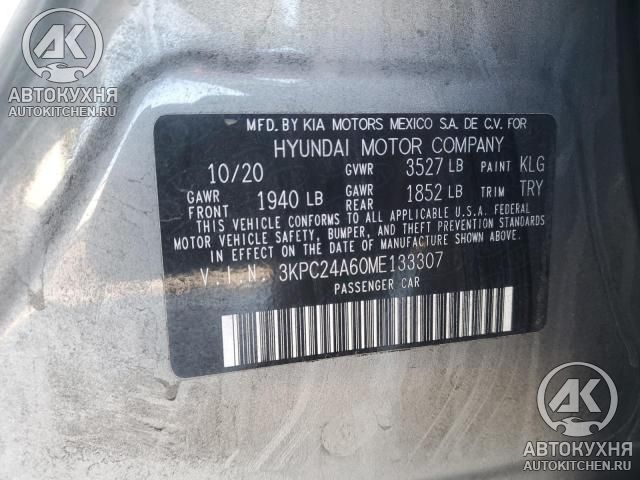 AK
АВТОКУХНЯ
AUTOKITCHEN.RU
MFD. BY KIA MOTORS MEXICO S.A. DE C.V. FOR
HYUNDAI MOTOR COMPANY
10/20 GVWR 3527 LB PAINT KLG
GAWR FRONT 1940 LB GAWR REAR 1852 LB TRIM TRY
THIS VEHICLE CONFORMS TO ALL APPLICABLE U.S.A. FEDERAL
MOTOR VEHICLE SAFETY, BUMPER, AND THEFT PREVENTION STANDARDS
IN EFFECT ON THE DATE OF MANUFACTURE SHOWN ABOVE.
V.I.N. 3KPC24A60ME133307
PASSENGER CAR
AK
АВТОКУХНЯ
AUTOKITCHEN.RU